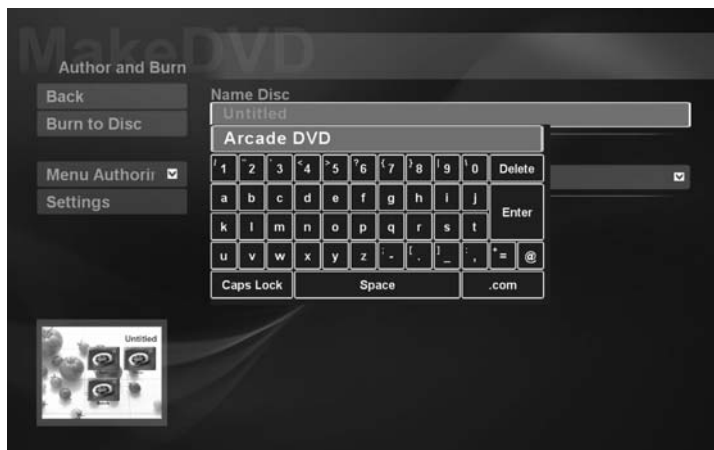 MakeDVD
Author and Burn
Back
Burn to Disc
Menu Authorin
Settings
Name Disc
Untitled
Arcade DVD
1 2 3 <4 >5 ?6 {7 }8 |9 \0 Delete
a b c d e f g h i j
Enter
k l m n o p q r s t
u v w x y z ;- [. ]_ :, += @
Caps Lock Space .com
Untitled